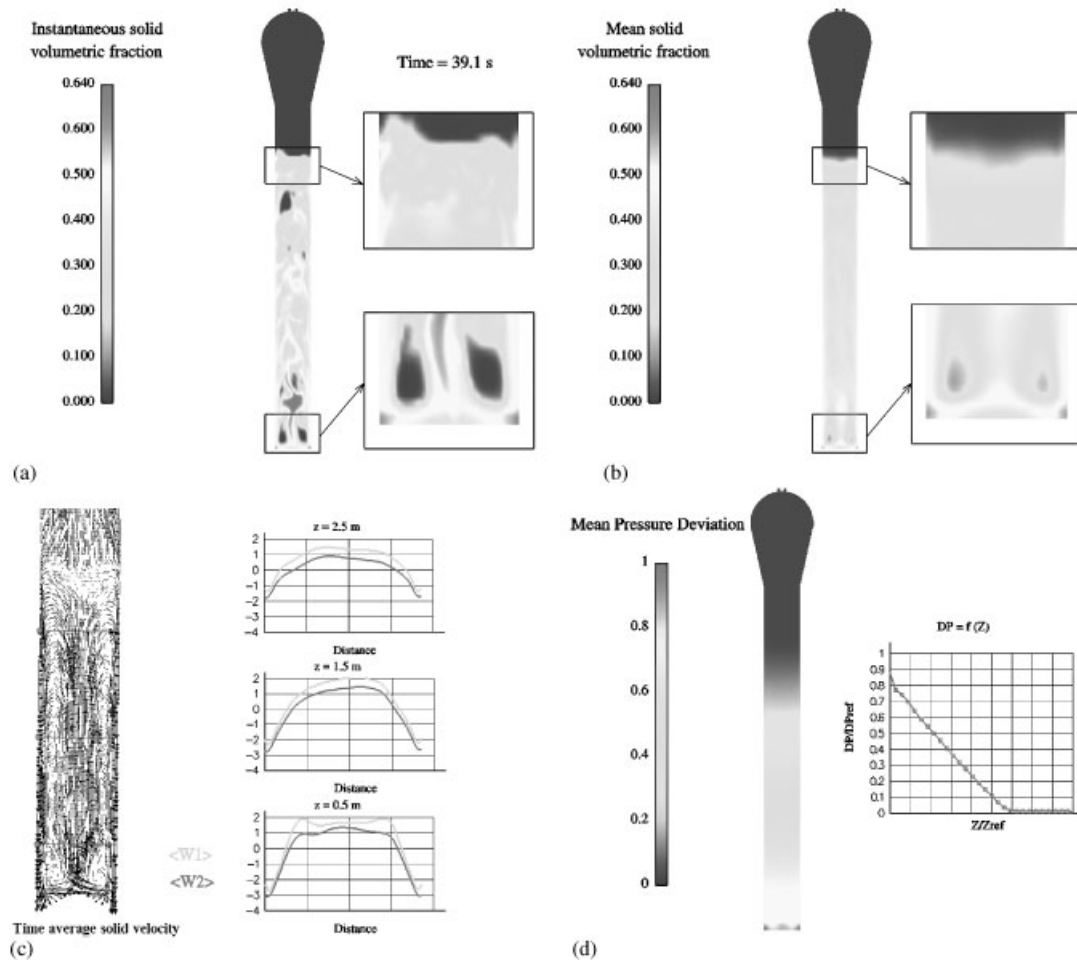 Instantaneous solid
volumetric fraction
0.640
0.600
0.500
0.400
0.300
0.200
0.100
0.000
Time = 39.1 s
(a)
Mean solid
volumetric fraction
0.640
0.600
0.500
0.400
0.300
0.200
0.100
0.000
(b)
z = 2.5 m
2
1
0
−1
−2
−3
−4
Distance
z = 1.5 m
2
1
0
−1
−2
−3
−4
Distance
z = 0.5 m
2
1
0
−1
−2
−3
−4
Distance
<W1>
<W2>
Time average solid velocity
(c)
Mean Pressure Deviation
1
0.8
0.6
0.4
0.2
0
DP = f (Z)
1
0.9
0.8
0.7
0.6
0.5
0.4
0.3
0.2
0.1
0
DP/DPref
Z/Zref
(d)